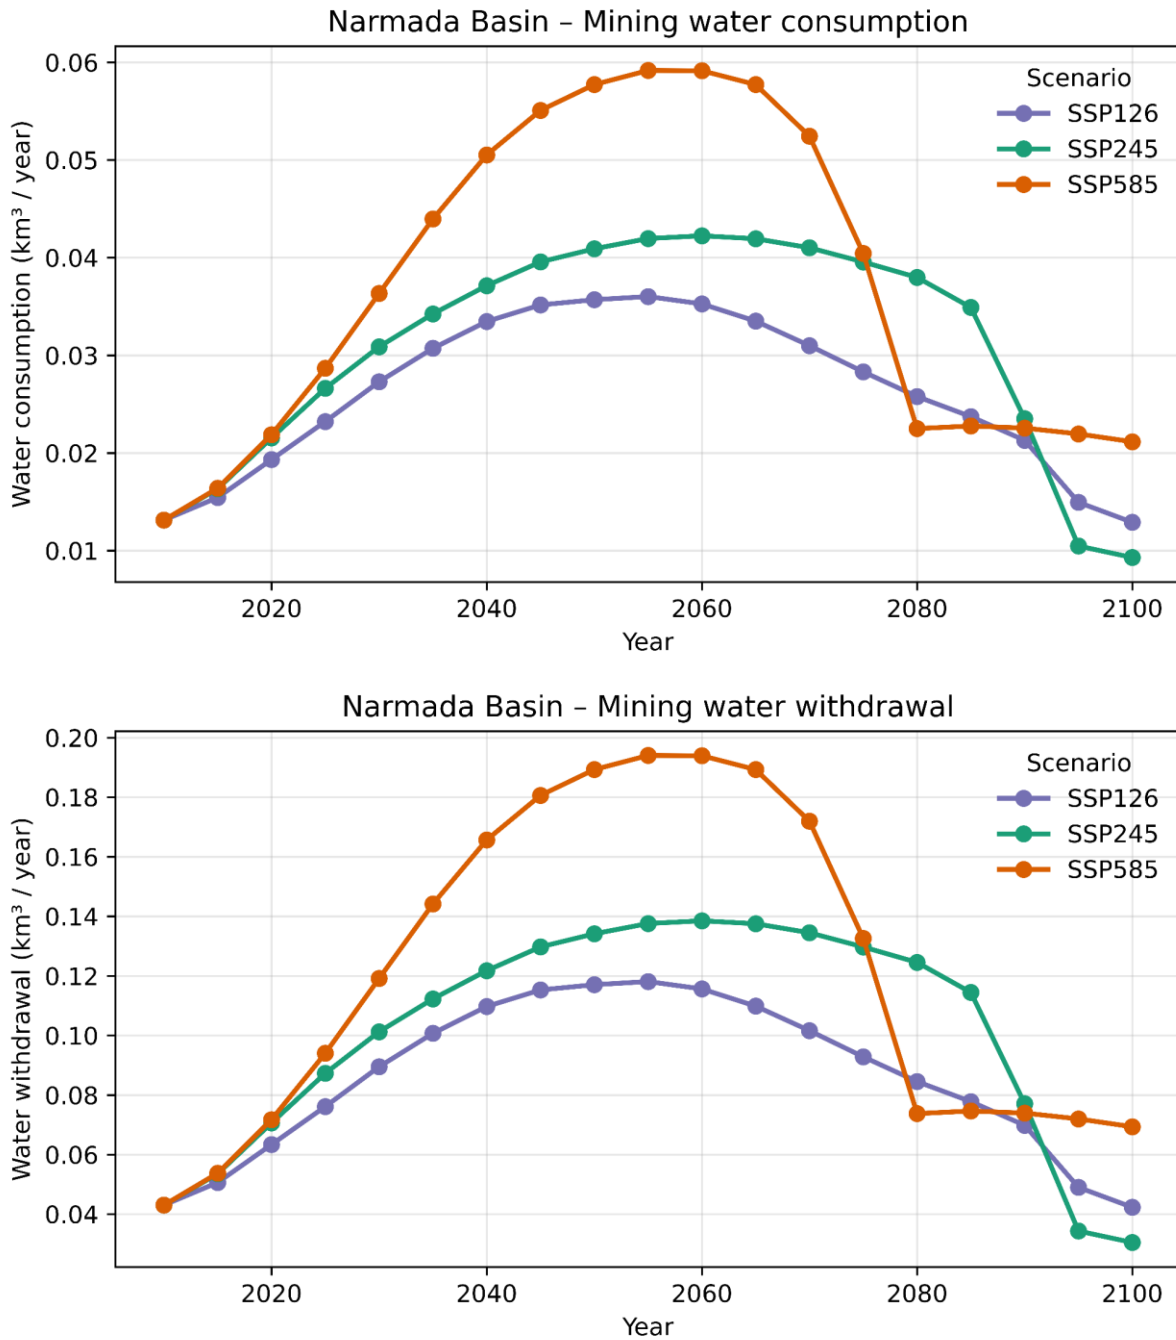 Narmada Basin – Mining water consumption
Water consumption (km³ / year)
0.06
0.05
0.04
0.03
0.02
0.01
Scenario
SSP126
SSP245
SSP585
2020 2040 2060 2080 2100
Year
Narmada Basin – Mining water withdrawal
Water withdrawal (km³ / year)
0.20
0.18
0.16
0.14
0.12
0.10
0.08
0.06
0.04
Scenario
SSP126
SSP245
SSP585
2020 2040 2060 2080 2100
Year